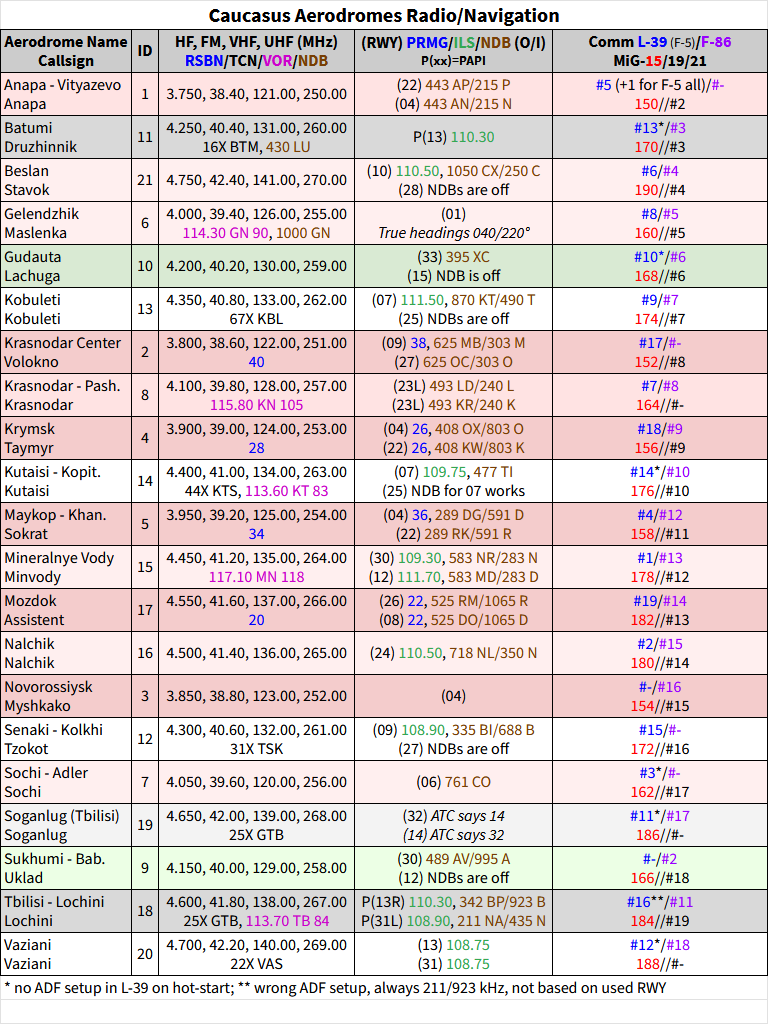 Caucasus Aerodromes Radio/Navigation
Aerodrome Name ID HF, FM, VHF, UHF (MHz) (RWY) PRMG/ILS/NDB (O/I) Comm L-39 (F-5)/F-86
Callsign RSBN/TCN/VOR/NDB P(xx)=PAPI MiG-15/19/21
Anapa - Vityazevo 1 3.750, 38.40, 121.00, 250.00 (22) 443 AP/215 P #5 (+1 for F-5 all)/#-
Anapa (04) 443 AN/215 N 150//#2
Batumi 11 4.250, 40.40, 131.00, 260.00 P(13) 110.30 #13*/#3
Druzhinnik 16X BTM, 430 LU 170//#3
Beslan 21 4.750, 42.40, 141.00, 270.00 (10) 110.50, 1050 CX/250 C #6/#4
Stavok (28) NDBs are off 190//#4
Gelendzhik 6 4.000, 39.40, 126.00, 255.00 (01) #8/#5
Maslenka 114.30 GN 90, 1000 GN True headings 040/220° 160//#5
Gudauta 10 4.200, 40.20, 130.00, 259.00 (33) 395 XC #10*/#6
Lachuga (15) NDB is off 168//#6
Kobuleti 13 4.350, 40.80, 133.00, 262.00 (07) 111.50, 870 KT/490 T #9/#7
Kobuleti 67X KBL (25) NDBs are off 174//#7
Krasnodar Center 2 3.800, 38.60, 122.00, 251.00 (09) 38, 625 MB/303 M #17/#-
Volokno 40 (27) 625 OC/303 O 152//#8
Krasnodar - Pash. 8 4.100, 39.80, 128.00, 257.00 (23L) 493 LD/240 L #7/#8
Krasnodar 115.80 KN 105 (23L) 493 KR/240 K 164//#-
Krymsk 4 3.900, 39.00, 124.00, 253.00 (04) 26, 408 OX/803 O #18/#9
Taymyr 28 (22) 26, 408 KW/803 K 156//#9
Kutaisi - Kopit. 14 4.400, 41.00, 134.00, 263.00 (07) 109.75, 477 TI #14*/#10
Kutaisi 44X KTS, 113.60 KT 83 (25) NDB for 07 works 176//#10
Maykop - Khan. 5 3.950, 39.20, 125.00, 254.00 (04) 36, 289 DG/591 D #4/#12
Sokrat 34 (22) 289 RK/591 R 158//#11
Mineralnye Vody 15 4.450, 41.20, 135.00, 264.00 (30) 109.30, 583 NR/283 N #1/#13
Minvody 117.10 MN 118 (12) 111.70, 583 MD/283 D 178//#12
Mozdok 17 4.550, 41.60, 137.00, 266.00 (26) 22, 525 RM/1065 R #19/#14
Assistent 20 (08) 22, 525 DO/1065 D 182//#13
Nalchik 16 4.500, 41.40, 136.00, 265.00 (24) 110.50, 718 NL/350 N #2/#15
Nalchik 180//#14
Novorossiysk 3 3.850, 38.80, 123.00, 252.00 (04) #-/#16
Myshkako 154//#15
Senaki - Kolkhi 12 4.300, 40.60, 132.00, 261.00 (09) 108.90, 335 BI/688 B #15/#-
Tzokot 31X TSK (27) NDBs are off 172//#16
Sochi - Adler 7 4.050, 39.60, 120.00, 256.00 (06) 761 CO #3*/#-
Sochi 162//#17
Soganlug (Tbilisi) 19 4.650, 42.00, 139.00, 268.00 (32) ATC says 14 #11*/#17
Soganlug 25X GTB (14) ATC says 32 186//#-
Sukhumi - Bab. 9 4.150, 40.00, 129.00, 258.00 (30) 489 AV/995 A #-/#2
Uklad (12) NDBs are off 166//#18
Tbilisi - Lochini 18 4.600, 41.80, 138.00, 267.00 P(13R) 110.30, 342 BP/923 B #16**/#11
Lochini 25X GTB, 113.70 TB 84 P(31L) 108.90, 211 NA/435 N 184//#19
Vaziani 20 4.700, 42.20, 140.00, 269.00 (13) 108.75 #12*/#18
Vaziani 22X VAS (31) 108.75 188//#-
* no ADF setup in L-39 on hot-start; ** wrong ADF setup, always 211/923 kHz, not based on used RWY